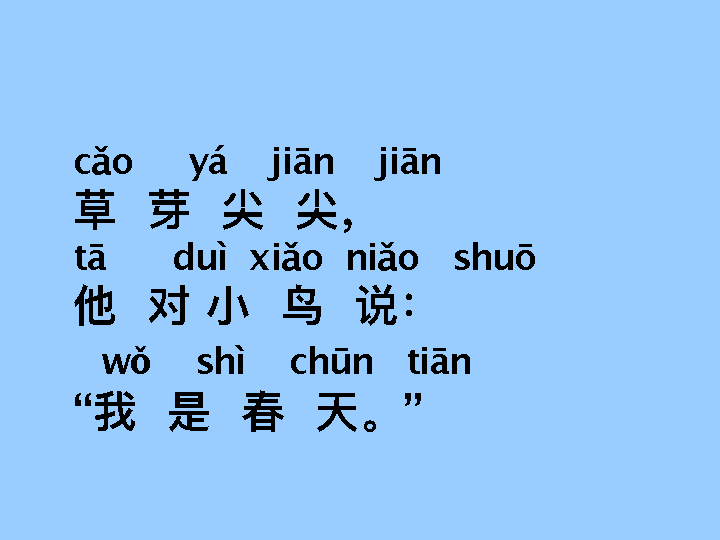 cǎo yá jiān jiān
草 芽 尖 尖，
tā duì xiǎo niǎo shuō
他 对 小 鸟 说：
wǒ shì chūn tiān
“我 是 春 天。”